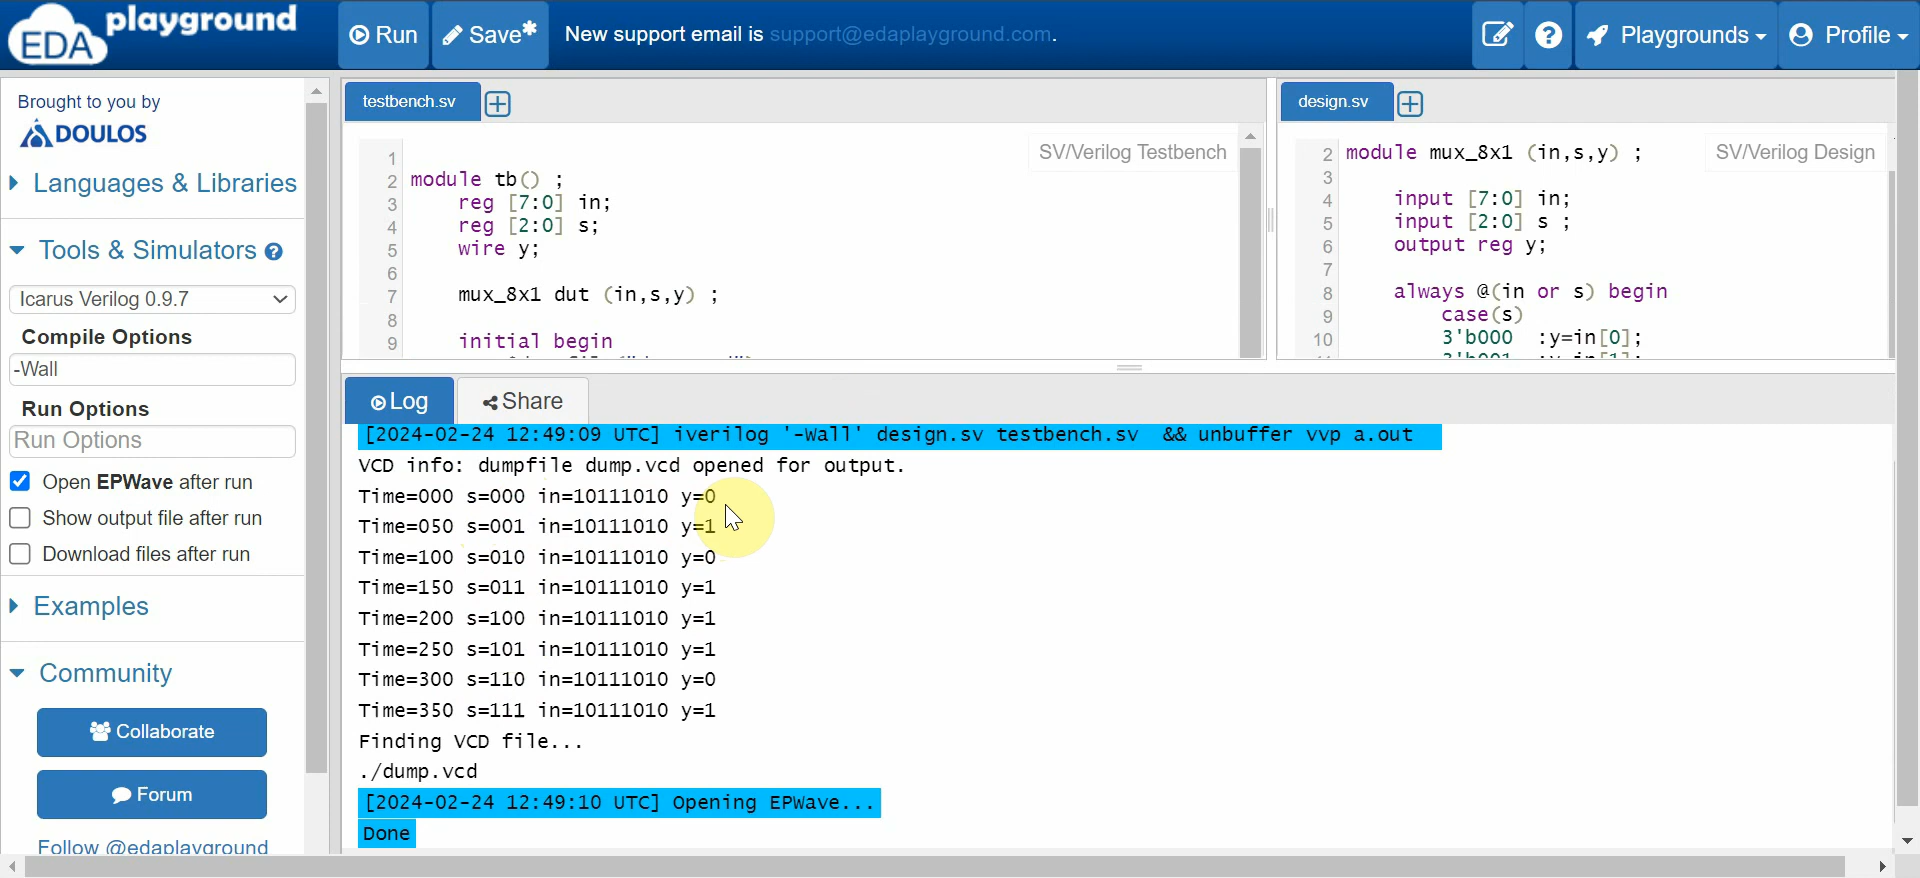 EDA playground
Run
Save*
New support email is support@edaplayground.com.
Playgrounds
Profile
Brought to you by
DOULOS
Languages & Libraries
Tools & Simulators
Icarus Verilog 0.9.7
Compile Options
-Wall
Run Options
Run Options
Open EPWave after run
Show output file after run
Download files after run
Examples
Community
Collaborate
Forum
Follow @edaplayground
testbench.sv
SV/Verilog Testbench
1
2 module tb() ;
3 reg [7:0] in;
4 reg [2:0] s;
5 wire y;
6
7 mux_8x1 dut (in,s,y) ;
8
9 initial begin
design.sv
SV/Verilog Design
2 module mux_8x1 (in,s,y) ;
3
4 input [7:0] in;
5 input [2:0] s ;
6 output reg y;
7
8 always @(in or s) begin
9 case(s)
10 3'b000 :y=in[0];
Log
Share
[2024-02-24 12:49:09 UTC] iverilog '-Wall' design.sv testbench.sv && unbuffer vvp a.out
VCD info: dumpfile dump.vcd opened for output.
Time=000 s=000 in=10111010 y=0
Time=050 s=001 in=10111010 y=1
Time=100 s=010 in=10111010 y=0
Time=150 s=011 in=10111010 y=1
Time=200 s=100 in=10111010 y=1
Time=250 s=101 in=10111010 y=1
Time=300 s=110 in=10111010 y=0
Time=350 s=111 in=10111010 y=1
Finding VCD file...
./dump.vcd
[2024-02-24 12:49:10 UTC] Opening EPWave...
Done